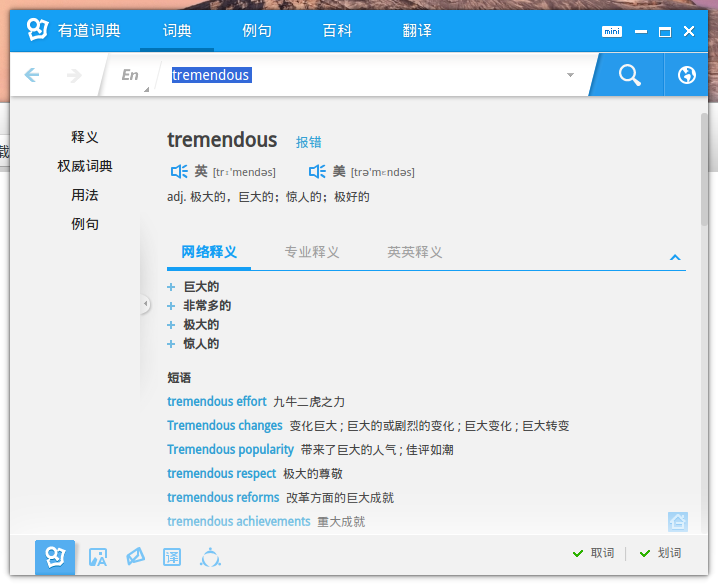 有道词典 词典 例句 百科 翻译 mini
En tremendous
载
释义
权威词典
用法
例句
tremendous 报错
英 [trɪ'mendəs] 美 [trə'mɛndəs]
adj. 极大的，巨大的；惊人的；极好的
网络释义 专业释义 英英释义
巨大的
非常多的
极大的
惊人的
短语
tremendous effort 九牛二虎之力
Tremendous changes 变化巨大 ; 巨大的或剧烈的变化 ; 巨大变化 ; 巨大转变
Tremendous popularity 带来了巨大的人气 ; 佳评如潮
tremendous respect 极大的尊敬
tremendous reforms 改革方面的巨大成就
tremendous achievements 重大成就
译 取词 划词